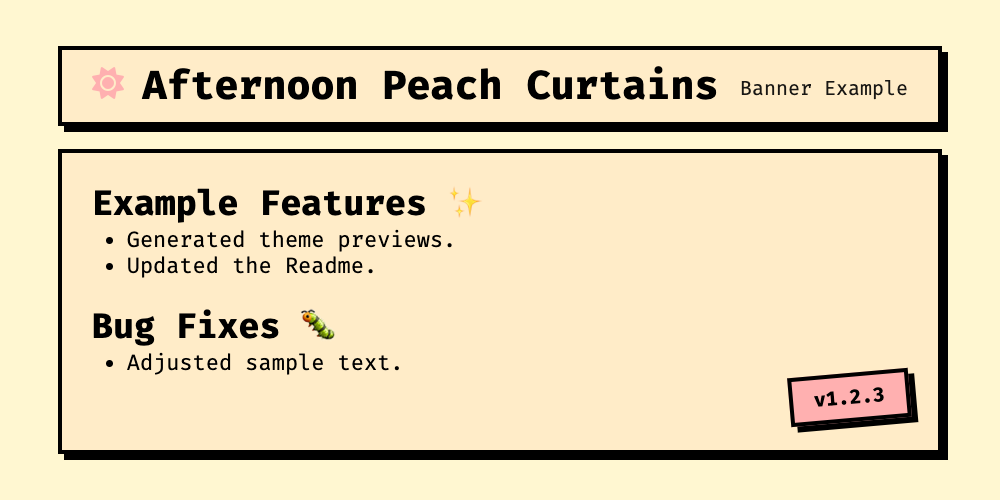 Afternoon Peach Curtains Banner Example
Example Features ✨
• Generated theme previews.
• Updated the Readme.
Bug Fixes 🐛
• Adjusted sample text.
v1.2.3